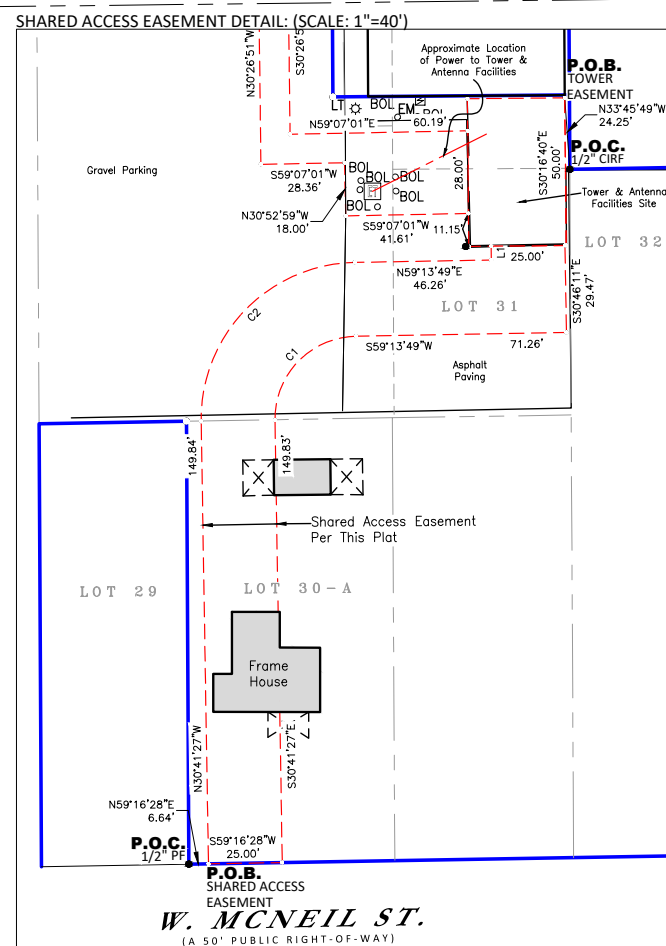 SHARED ACCESS EASEMENT DETAIL: (SCALE: 1"=40')
N30°26'51"W
S30°26'5
Approximate Location
of Power to Tower &
Antenna Facilities
P.O.B.
TOWER
EASEMENT
LT
BOL
EM
BOL
N59°07'01"E
60.19'
N33°45'49"W
24.25'
P.O.C.
1/2" CIRF
Gravel Parking
S59°07'01"W
28.36'
BOL
BOL
BOL
BOL
BOL
28.00'
S30°16'40"E
50.00'
Tower & Antenna
Facilities Site
N30°52'59"W
18.00'
S59°07'01"W
41.61'
11.15'
L1
25.00'
LOT 32
N59°13'49"E
46.26'
S30°46'11"E
29.47'
LOT 31
C2
C1
S59°13'49"W
71.26'
Asphalt
Paving
149.84'
149.83'
Shared Access Easement
Per This Plat
LOT 29
LOT 30-A
Frame
House
N30°41'27"W
S30°41'27"E
N59°16'28"E
6.64'
P.O.C.
1/2" PF
S59°16'28"W
25.00'
P.O.B.
SHARED ACCESS
EASEMENT
W. MCNEIL ST.
(A 50' PUBLIC RIGHT-OF-WAY)